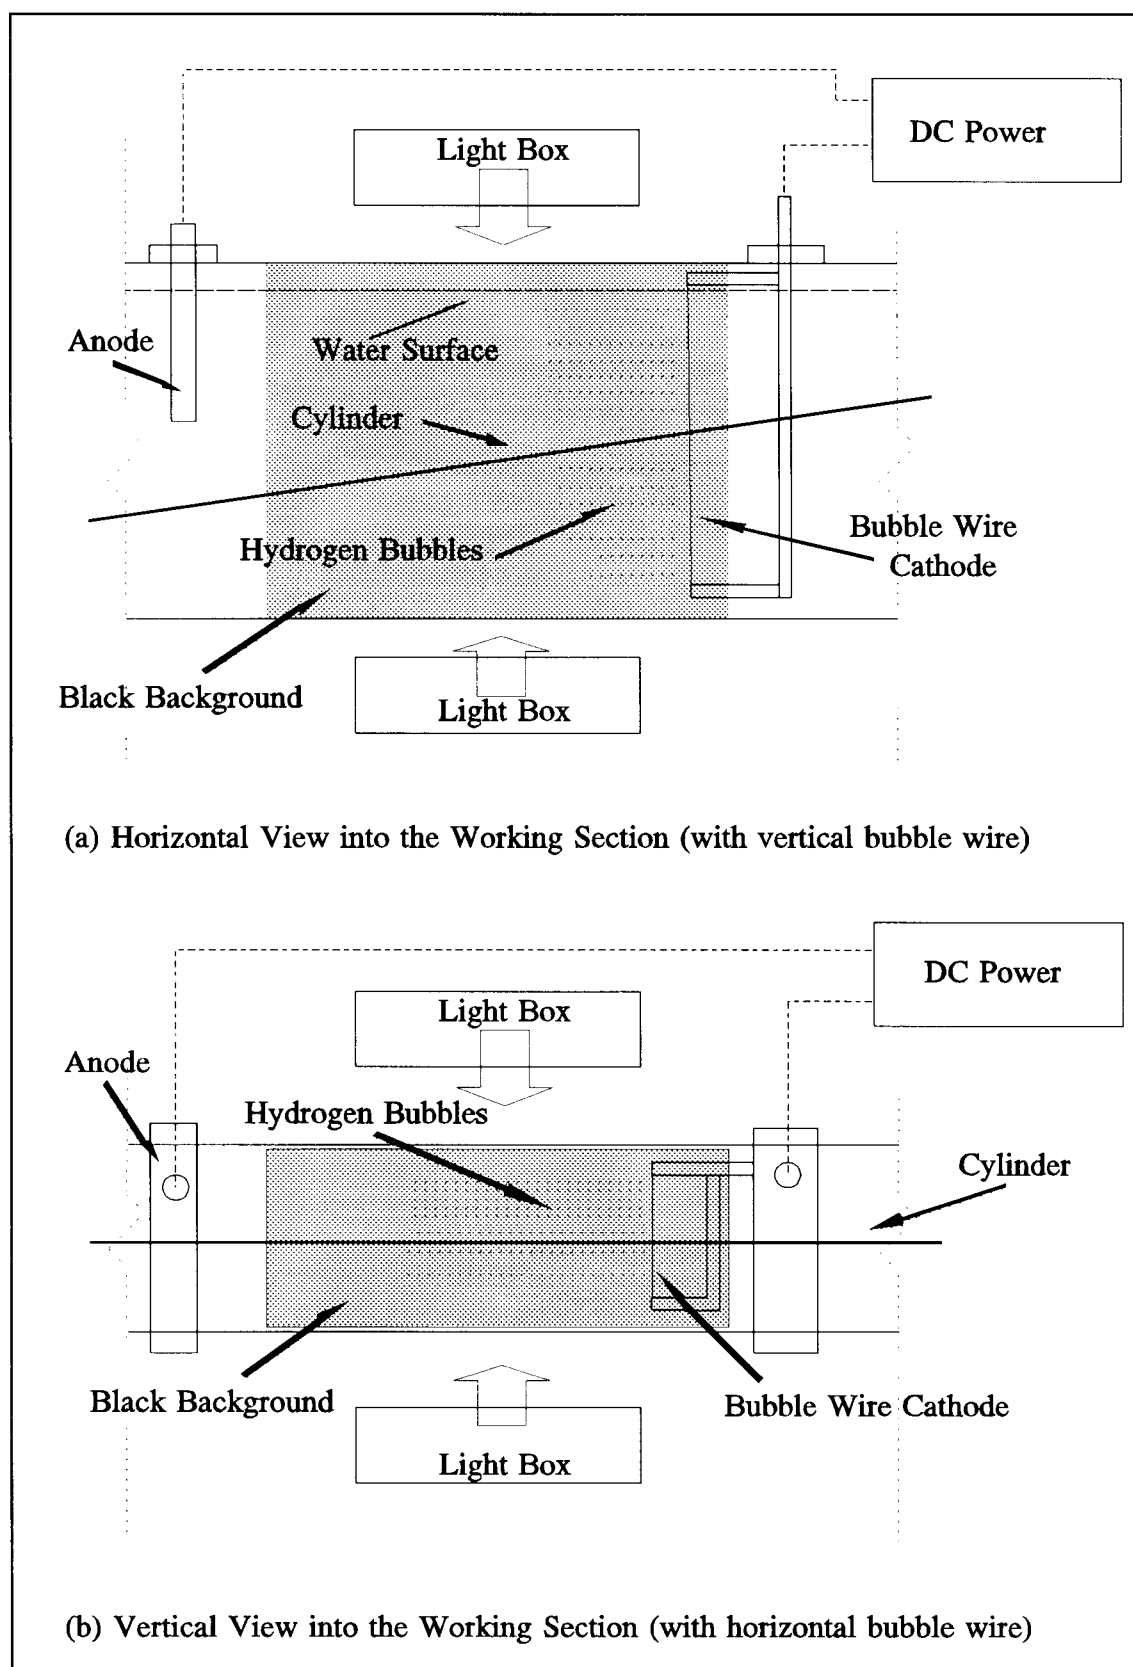 DC Power
Light Box
Anode
Water Surface
Cylinder
Hydrogen Bubbles
Bubble Wire
Cathode
Black Background
Light Box
(a) Horizontal View into the Working Section (with vertical bubble wire)
DC Power
Light Box
Anode
Hydrogen Bubbles
Cylinder
Black Background
Bubble Wire Cathode
Light Box
(b) Vertical View into the Working Section (with horizontal bubble wire)